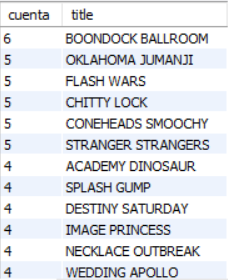 cuenta title
6 BOONDOCK BALLROOM
5 OKLAHOMA JUMANJI
5 FLASH WARS
5 CHITTY LOCK
5 CONEHEADS SMOOCHY
5 STRANGER STRANGERS
4 ACADEMY DINOSAUR
4 SPLASH GUMP
4 DESTINY SATURDAY
4 IMAGE PRINCESS
4 NECKLACE OUTBREAK
4 WEDDING APOLLO